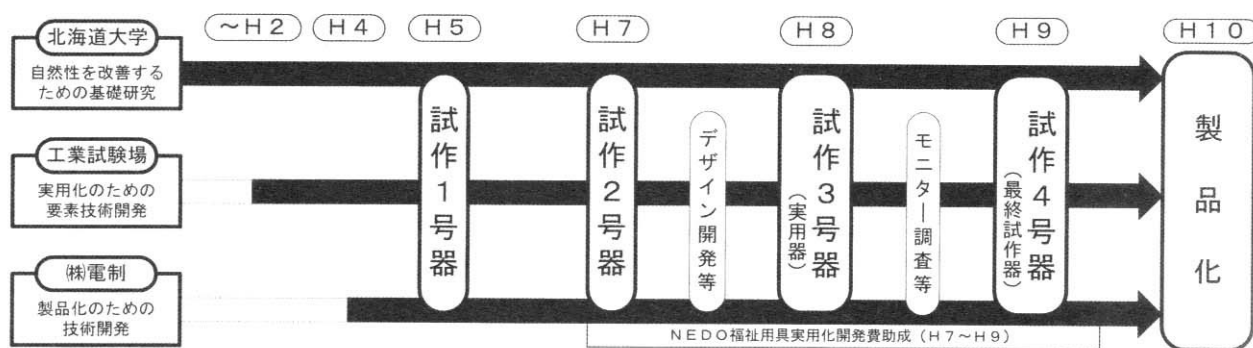 ～H2
H4
H5
H7
H8
H9
H10
北海道大学
自然性を改善する
ための基礎研究
工業試験場
実用化のための
要素技術開発
㈱電制
製品化のための
技術開発
試作1号器
試作2号器
デザイン開発等
試作3号器
（実用器）
モニター調査等
試作4号器
（最終試作器）
製品化
NEDO福祉用具実用化開発費助成（H7～H9）